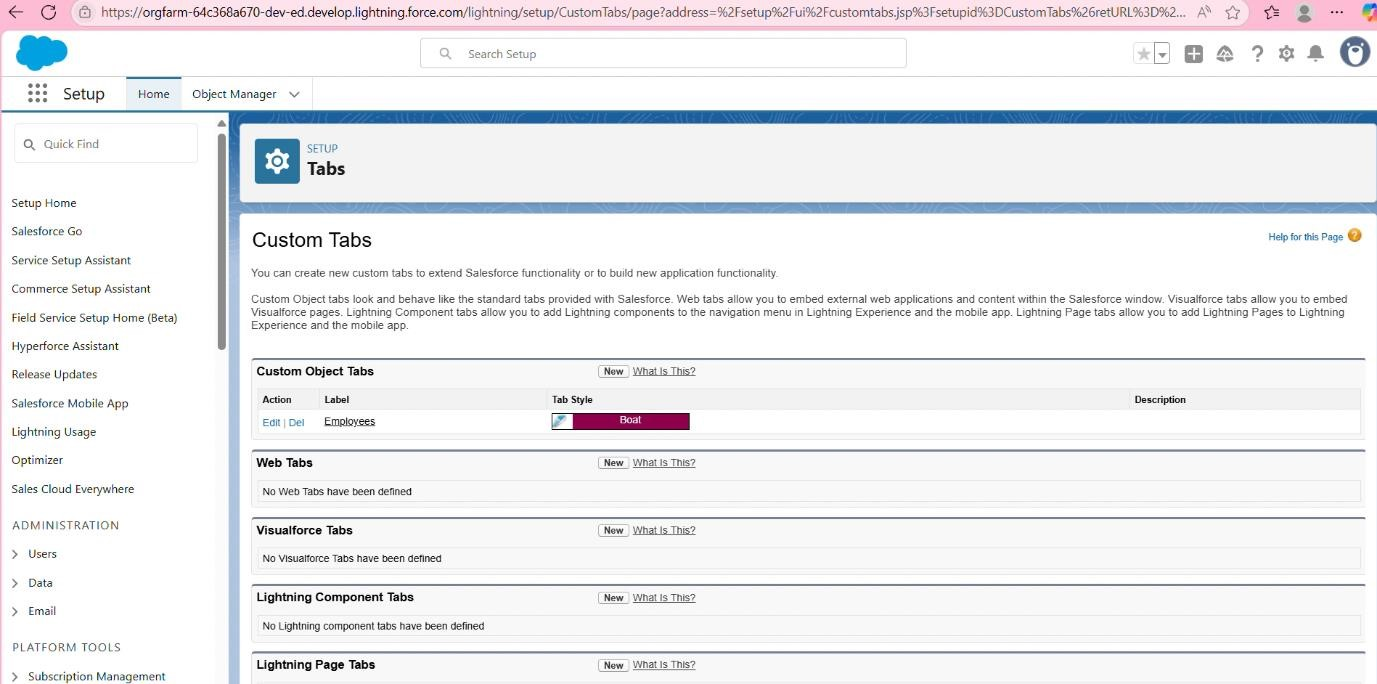 https://orgfarm-64c368a670-dev-ed.develop.lightning.force.com/lightning/setup/CustomTabs/page?address=%2Fsetup%2Fui%2Fcustomtabs.jsp%3Fsetupid%3DCustomTabs%26retURL%3D%2...
Search Setup
Setup
Home
Object Manager
Quick Find
Setup Home
Salesforce Go
Service Setup Assistant
Commerce Setup Assistant
Field Service Setup Home (Beta)
Hyperforce Assistant
Release Updates
Salesforce Mobile App
Lightning Usage
Optimizer
Sales Cloud Everywhere
ADMINISTRATION
Users
Data
Email
PLATFORM TOOLS
Subscription Management
SETUP
Tabs
Custom Tabs
Help for this Page
You can create new custom tabs to extend Salesforce functionality or to build new application functionality.
Custom Object tabs look and behave like the standard tabs provided with Salesforce. Web tabs allow you to embed external web applications and content within the Salesforce window. Visualforce tabs allow you to embed
Visualforce pages. Lightning Component tabs allow you to add Lightning components to the navigation menu in Lightning Experience and the mobile app. Lightning Page tabs allow you to add Lightning Pages to Lightning
Experience and the mobile app.
Custom Object Tabs New What Is This?
Action Label Tab Style Description
Edit | Del Employees Boat
Web Tabs New What Is This?
No Web Tabs have been defined
Visualforce Tabs New What Is This?
No Visualforce Tabs have been defined
Lightning Component Tabs New What Is This?
No Lightning component tabs have been defined
Lightning Page Tabs New What Is This?